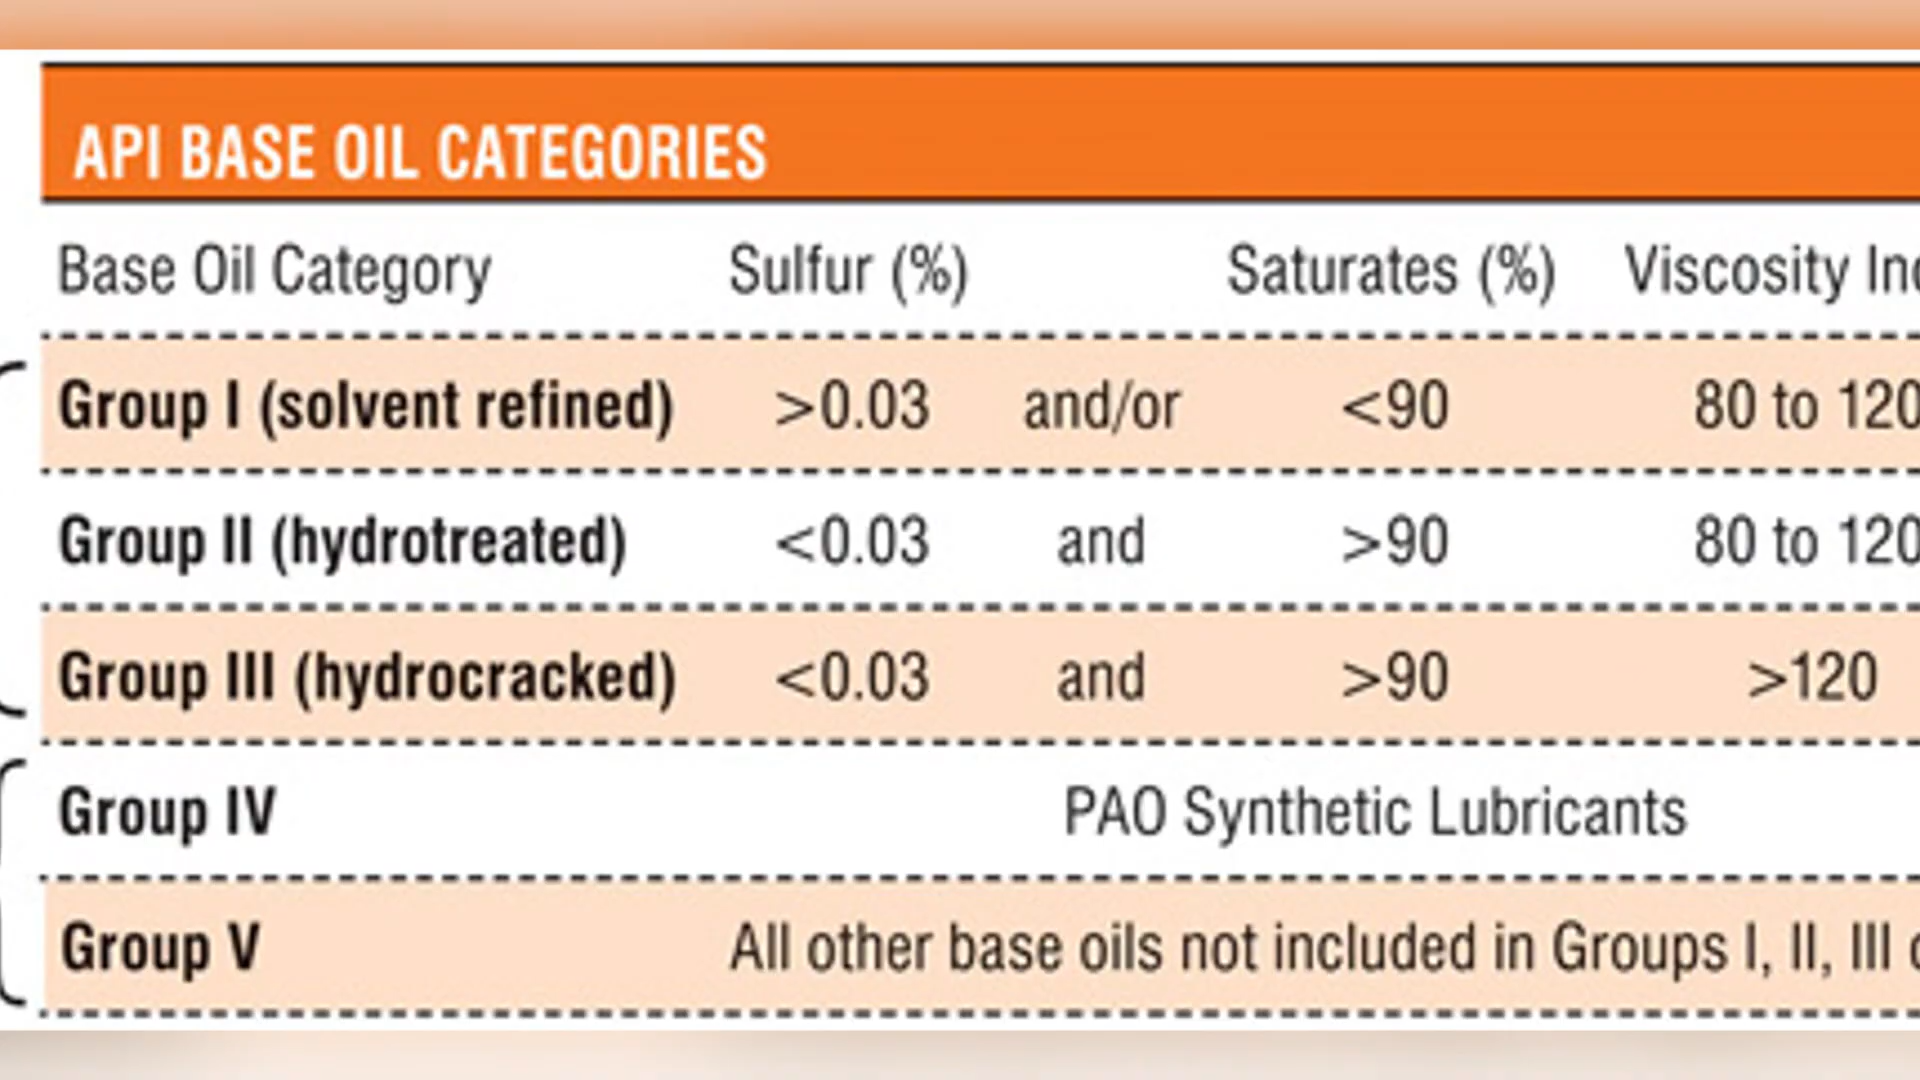 API BASE OIL CATEGORIES
Base Oil Category Sulfur (%) Saturates (%) Viscosity
Group I (solvent refined) >0.03 and/or <90 80 to 120
Group II (hydrotreated) <0.03 and >90 80 to 120
Group III (hydrocracked) <0.03 and >90 >120
Group IV PAO Synthetic Lubricants
Group V All other base oils not included in Groups I, II, III